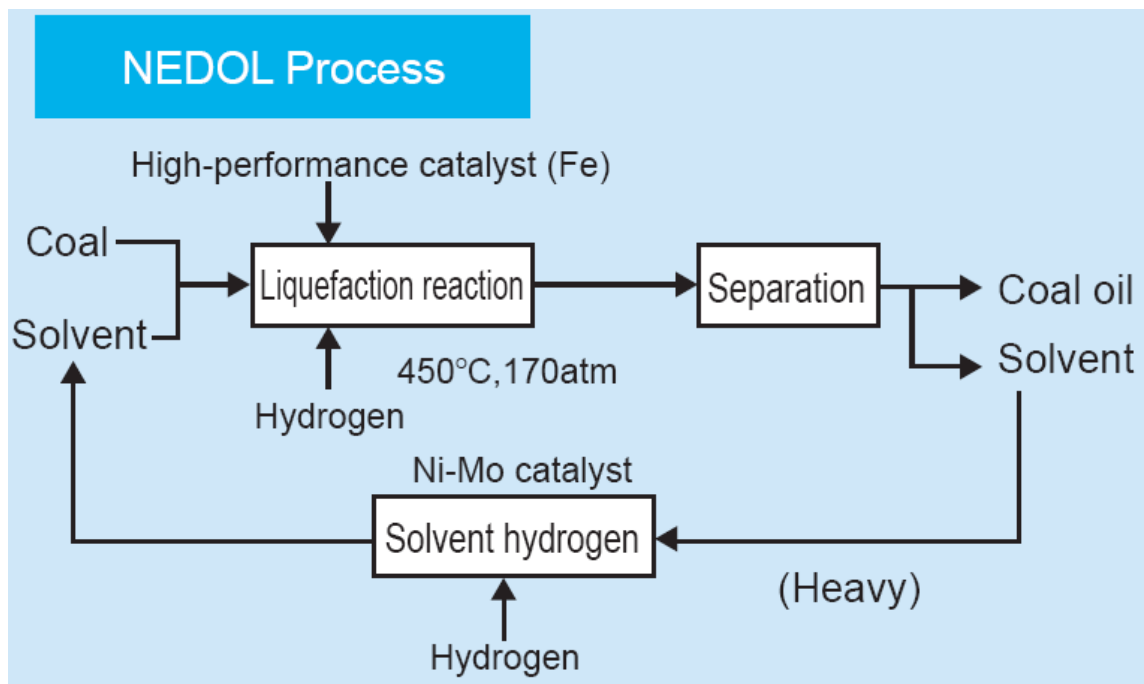 NEDOL Process
High-performance catalyst (Fe)
Coal
Liquefaction reaction
Separation
Coal oil
Solvent
Solvent
450°C,170atm
Hydrogen
Ni-Mo catalyst
Solvent hydrogen
(Heavy)
Hydrogen